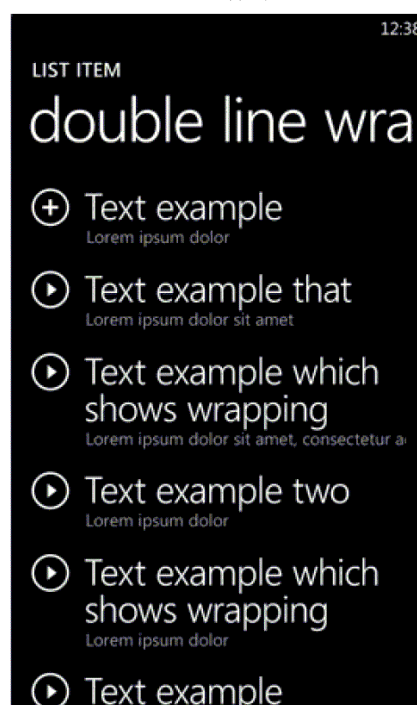 12:38
LIST ITEM
double line wra
Text example
Lorem ipsum dolor
Text example that
Lorem ipsum dolor sit amet
Text example which
shows wrapping
Lorem ipsum dolor sit amet, consectetur a
Text example two
Lorem ipsum dolor
Text example which
shows wrapping
Lorem ipsum dolor
Text example